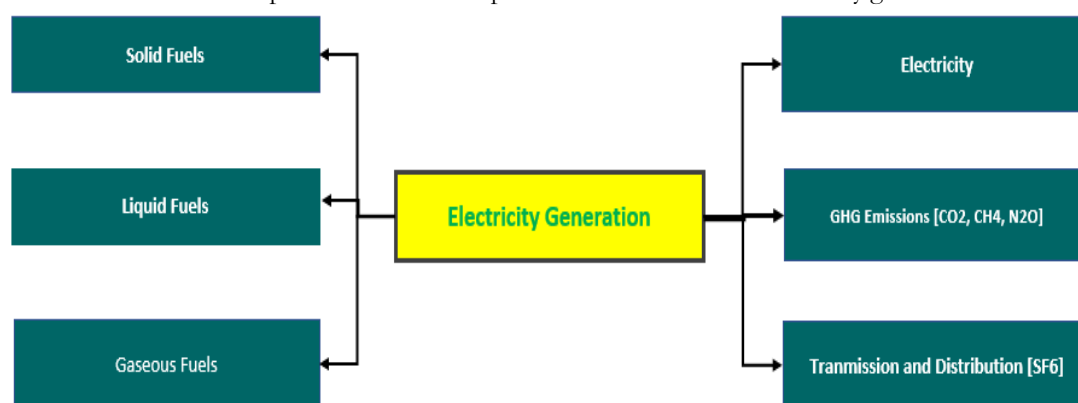 Solid Fuels
Electricity
Liquid Fuels
Electricity Generation
GHG Emissions [CO2, CH4, N2O]
Gaseous Fuels
Tranmission and Distribution [SF6]